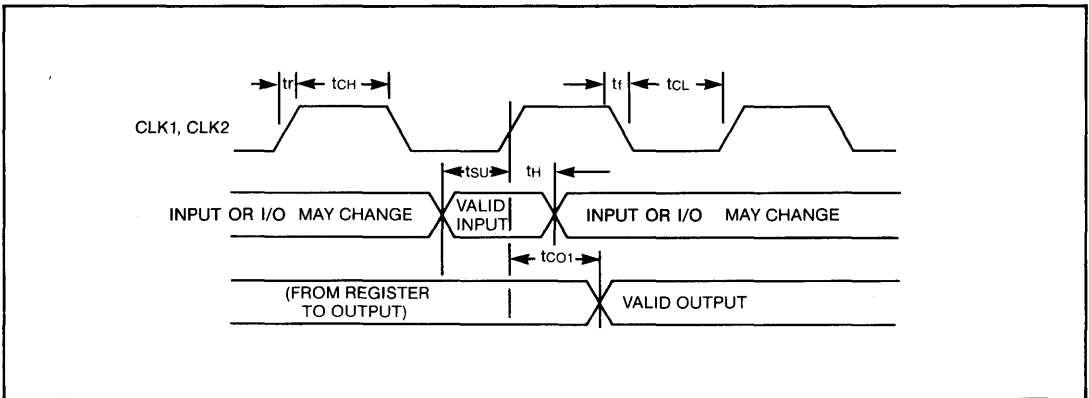 tr tCH tf tCL
CLK1, CLK2
tSU tH
INPUT OR I/O MAY CHANGE VALID INPUT INPUT OR I/O MAY CHANGE
tCO1
(FROM REGISTER
TO OUTPUT) VALID OUTPUT